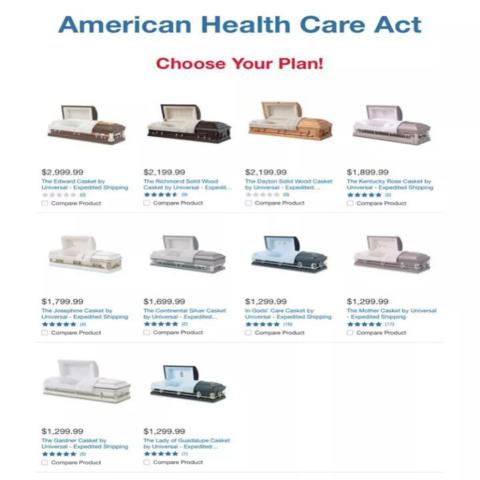 American Health Care Act
Choose Your Plan!
$2,999.99
The Edward Casket by
Universal - Expedited Shipping
(0)
Compare Product
$2,199.99
The Richmond Solid Wood
Casket by Universal - Expedit...
Compare Product
$2,199.99
The Dayton Solid Wood Casket
by Universal - Expedited...
(0)
Compare Product
$1,899.99
The Kentucky Rose Casket by
Universal - Expedited Shipping
Compare Product
$1,799.99
The Josephine Casket by
Universal - Expedited Shipping
Compare Product
$1,699.99
The Continental Silver Casket
by Universal - Expedited...
(2)
Compare Product
$1,299.99
In Gods' Care Casket by
Universal - Expedited Shipping
Compare Product
$1,299.99
The Mother Casket by Universal
- Expedited Shipping
Compare Product
$1,299.99
The Gardner Casket by
Universal - Expedited Shipping
Compare Product
$1,299.99
The Lady of Guadalupe Casket
by Universal - Expedited...
Compare Product